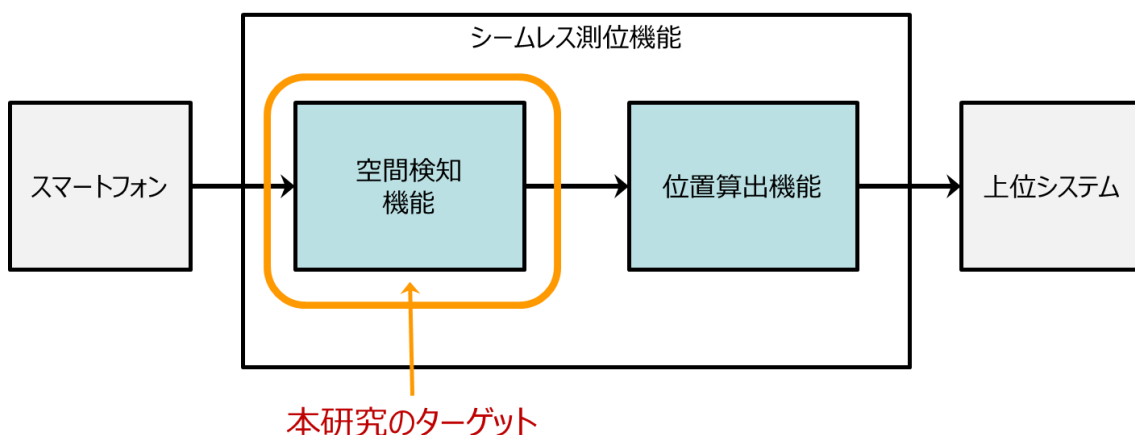 シームレス測位機能
スマートフォン
空間検知
機能
位置算出機能
上位システム
本研究のターゲット